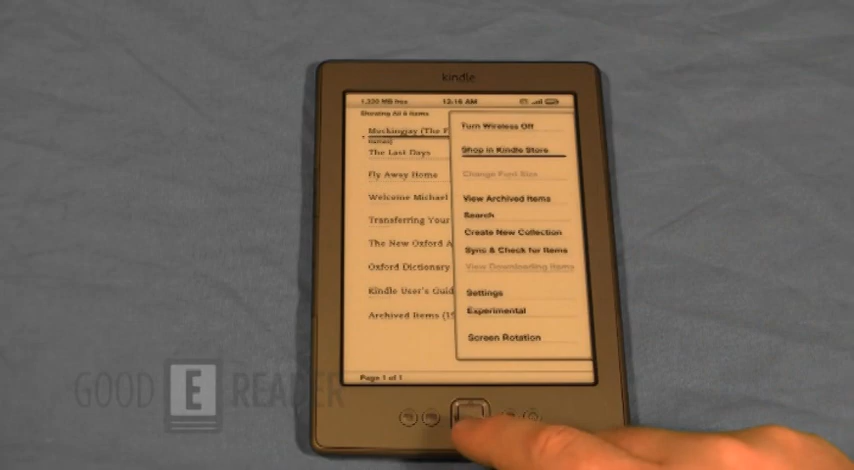 kindle
1,320 MB free 12:16 AM
Showing All 9 Items
Mockingjay (The F
Games)
The Last Days
Fly Away Home
Welcome Michael
Transferring Your
The New Oxford A
Oxford Dictionary
Kindle User's Guid
Archived Items (15
Page 1 of 1
Turn Wireless Off
Shop in Kindle Store
Change Font Size
View Archived Items
Search
Create New Collection
Sync & Check for Items
View Downloading Items
Settings
Experimental
Screen Rotation
GOOD E READER